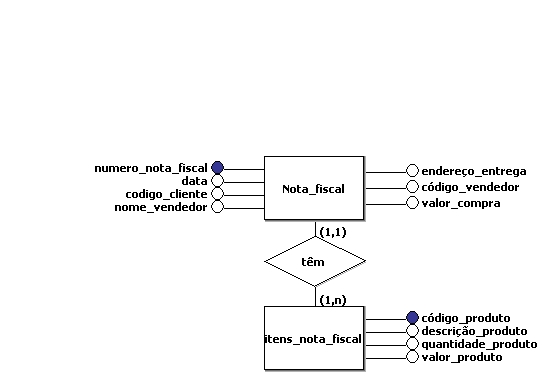 numero_nota_fiscal
data
codigo_cliente
nome_vendedor
Nota_fiscal
endereço_entrega
código_vendedor
valor_compra
(1,1)
têm
(1,n)
itens_nota_fiscal
código_produto
descrição_produto
quantidade_produto
valor_produto